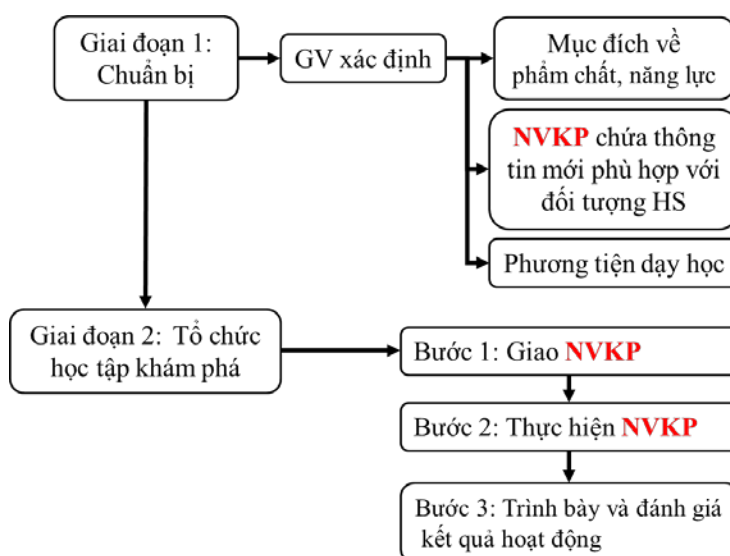 Giai đoạn 1:
Chuẩn bị
GV xác định
Mục đích về
phẩm chất, năng lực
NVKP chứa thông
tin mới phù hợp với
đối tượng HS
Phương tiện dạy học
Giai đoạn 2: Tổ chức
học tập khám phá
Bước 1: Giao NVKP
Bước 2: Thực hiện NVKP
Bước 3: Trình bày và đánh giá
kết quả hoạt động